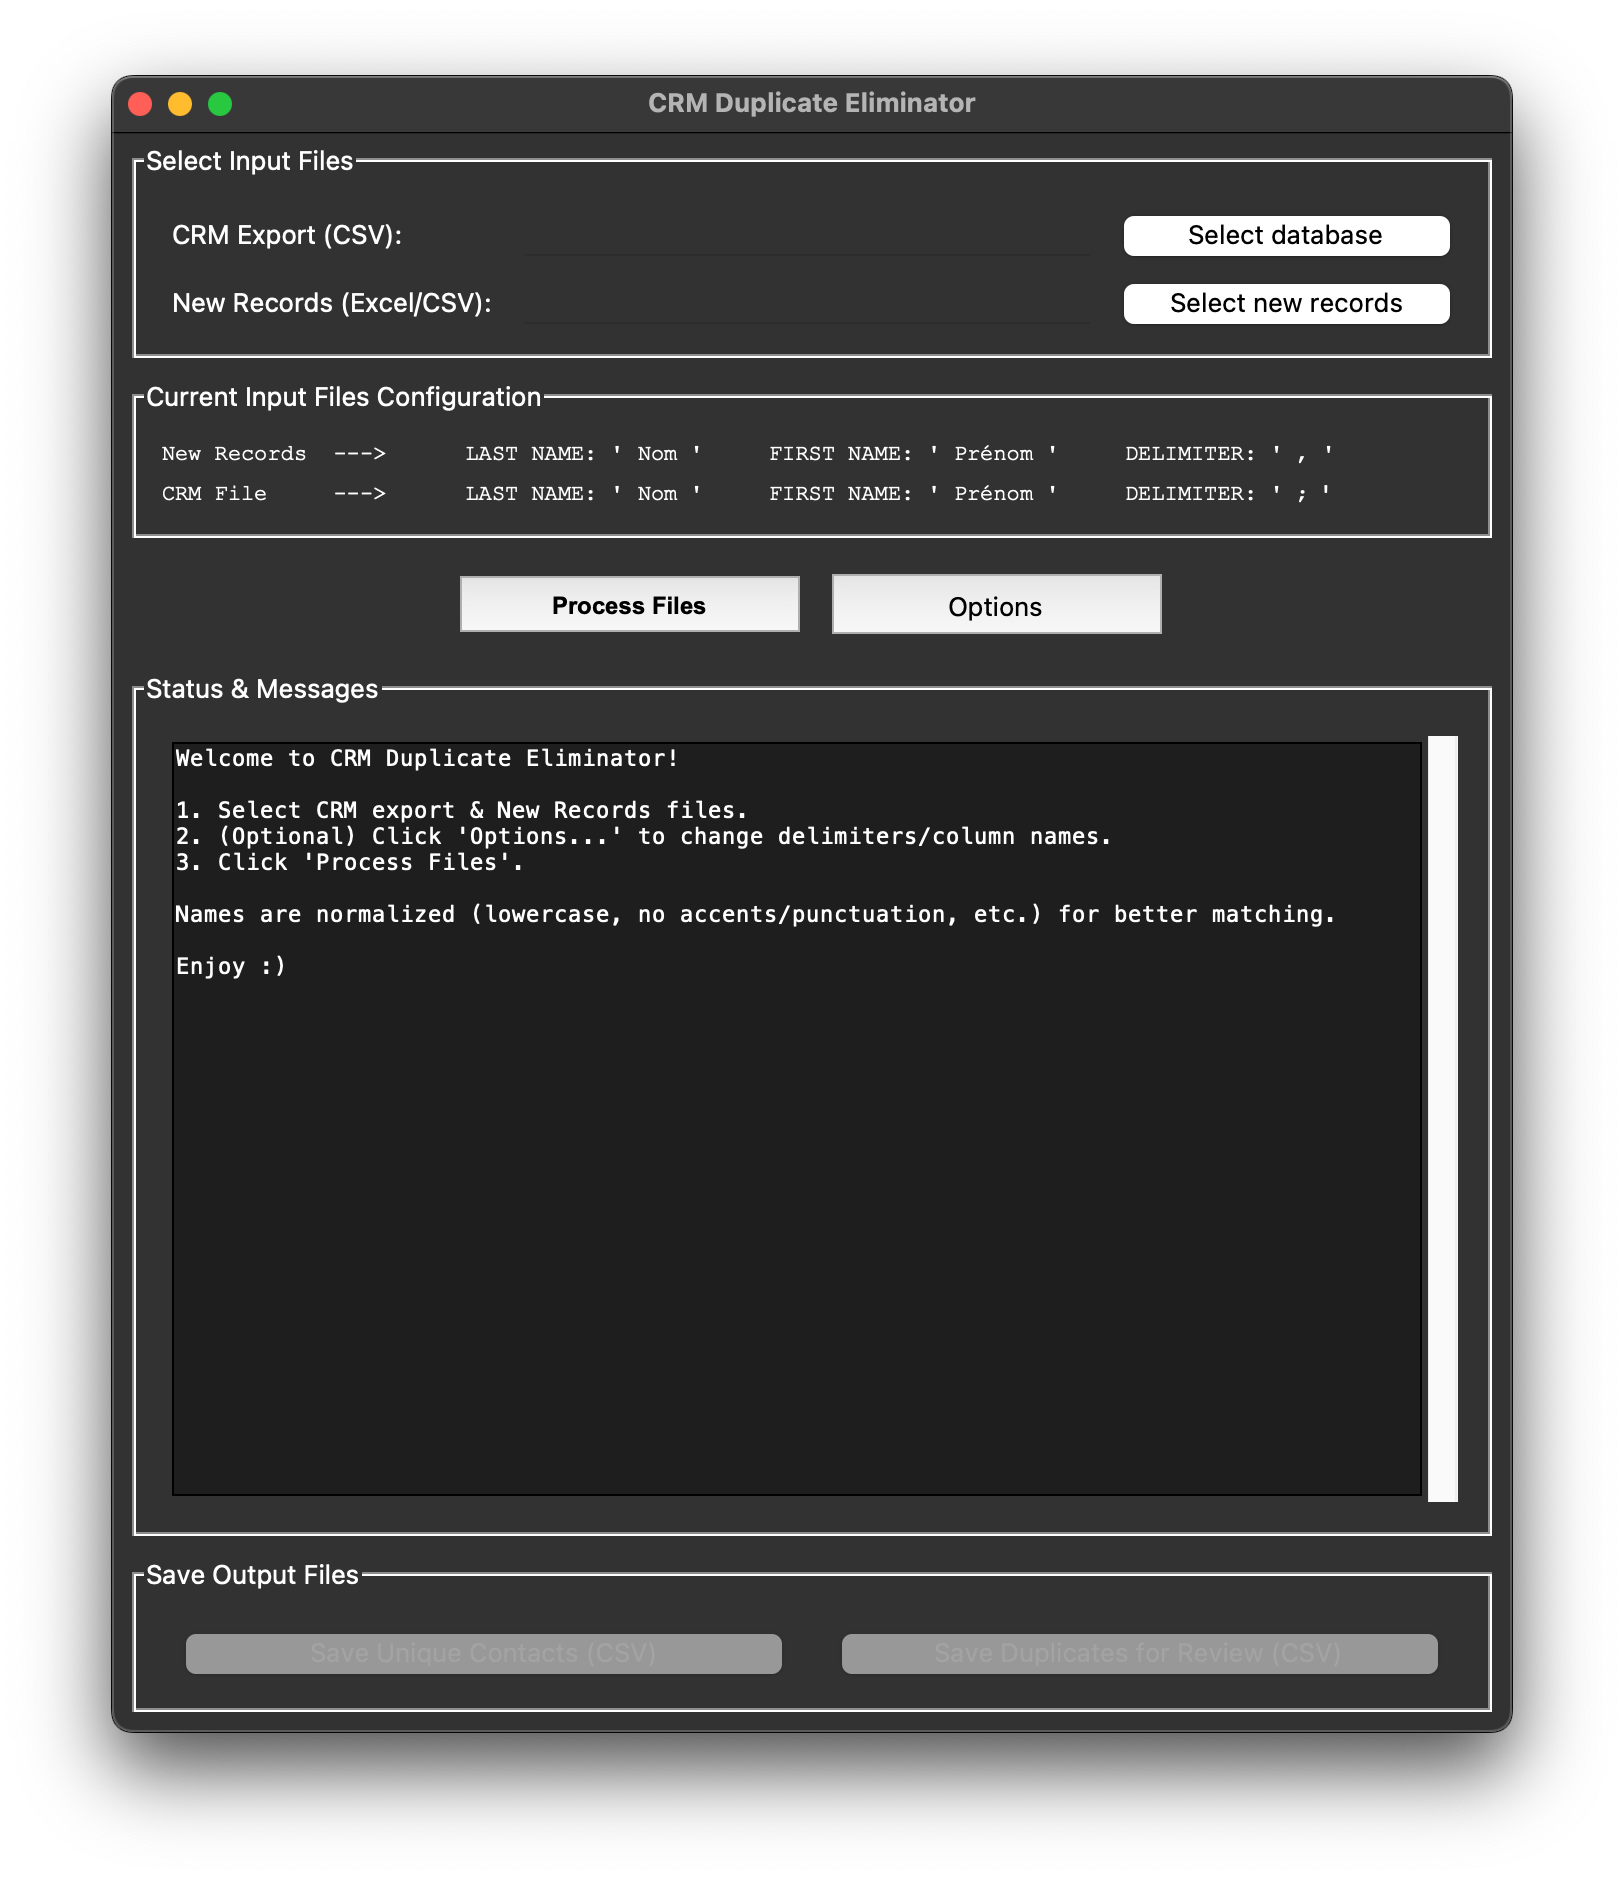 CRM Duplicate Eliminator
Select Input Files
CRM Export (CSV): Select database
New Records (Excel/CSV): Select new records
Current Input Files Configuration
New Records ---> LAST NAME: ' Nom ' FIRST NAME: ' Prénom ' DELIMITER: ' , '
CRM File ---> LAST NAME: ' Nom ' FIRST NAME: ' Prénom ' DELIMITER: ' ; '
Process Files Options
Status & Messages
Welcome to CRM Duplicate Eliminator!
1. Select CRM export & New Records files.
2. (Optional) Click 'Options...' to change delimiters/column names.
3. Click 'Process Files'.
Names are normalized (lowercase, no accents/punctuation, etc.) for better matching.
Enjoy :)
Save Output Files
Save Unique Contacts (CSV) Save Duplicates for Review (CSV)